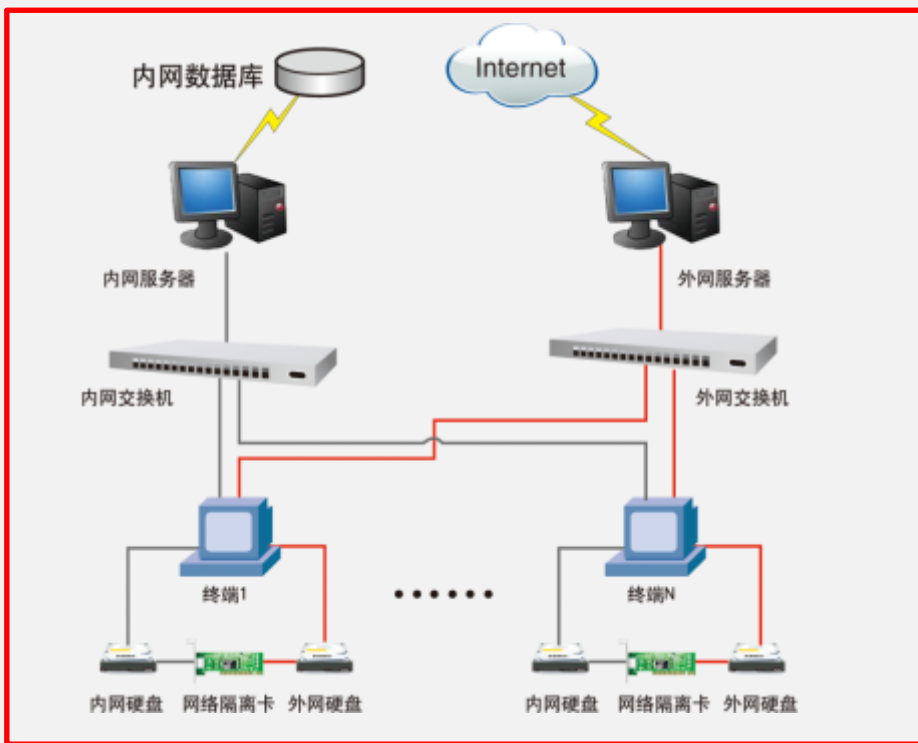 内网数据库
Internet
内网服务器
外网服务器
内网交换机
外网交换机
终端1
终端N
内网硬盘
网络隔离卡
外网硬盘
内网硬盘
网络隔离卡
外网硬盘